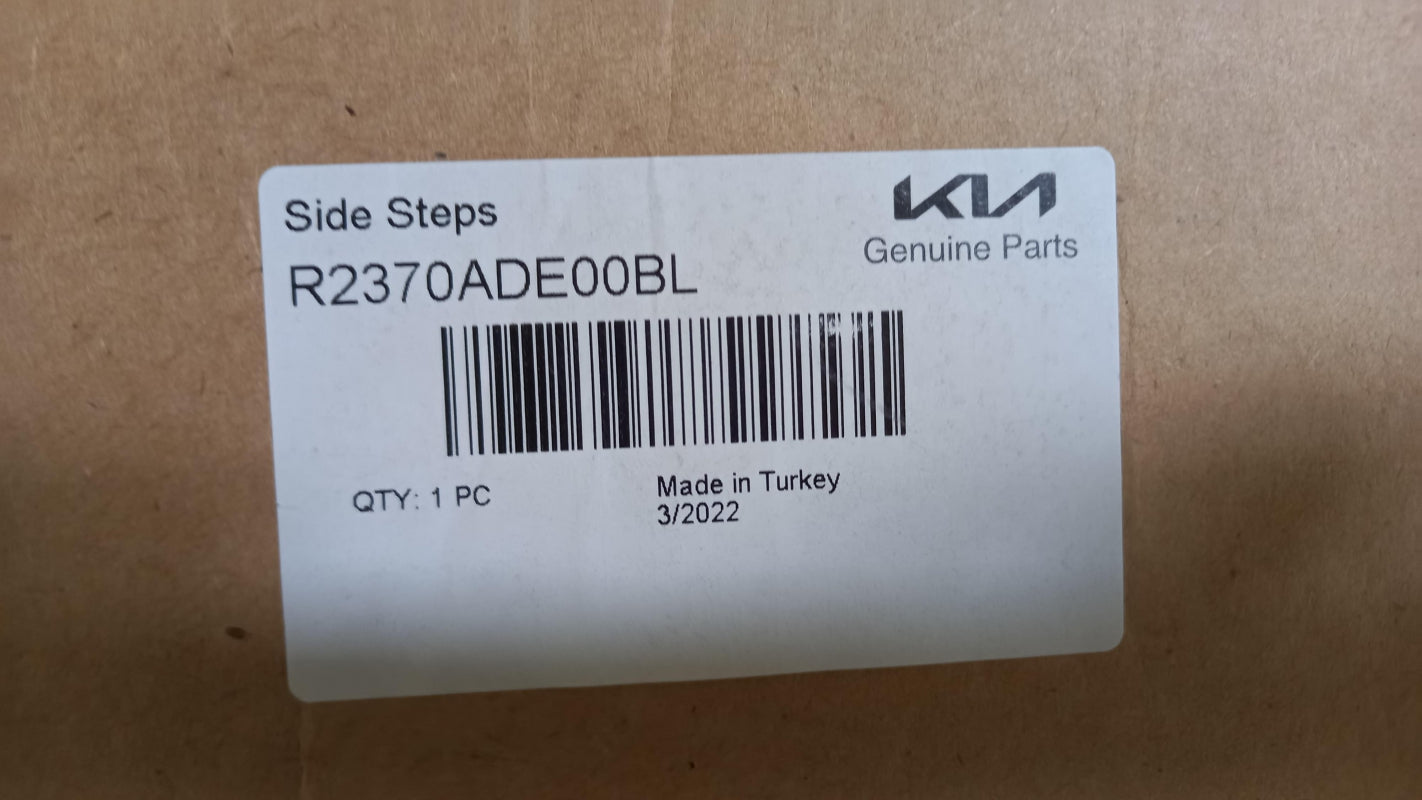 Side Steps
KIA
Genuine Parts
R2370ADE00BL
QTY: 1 PC
Made in Turkey
3/2022